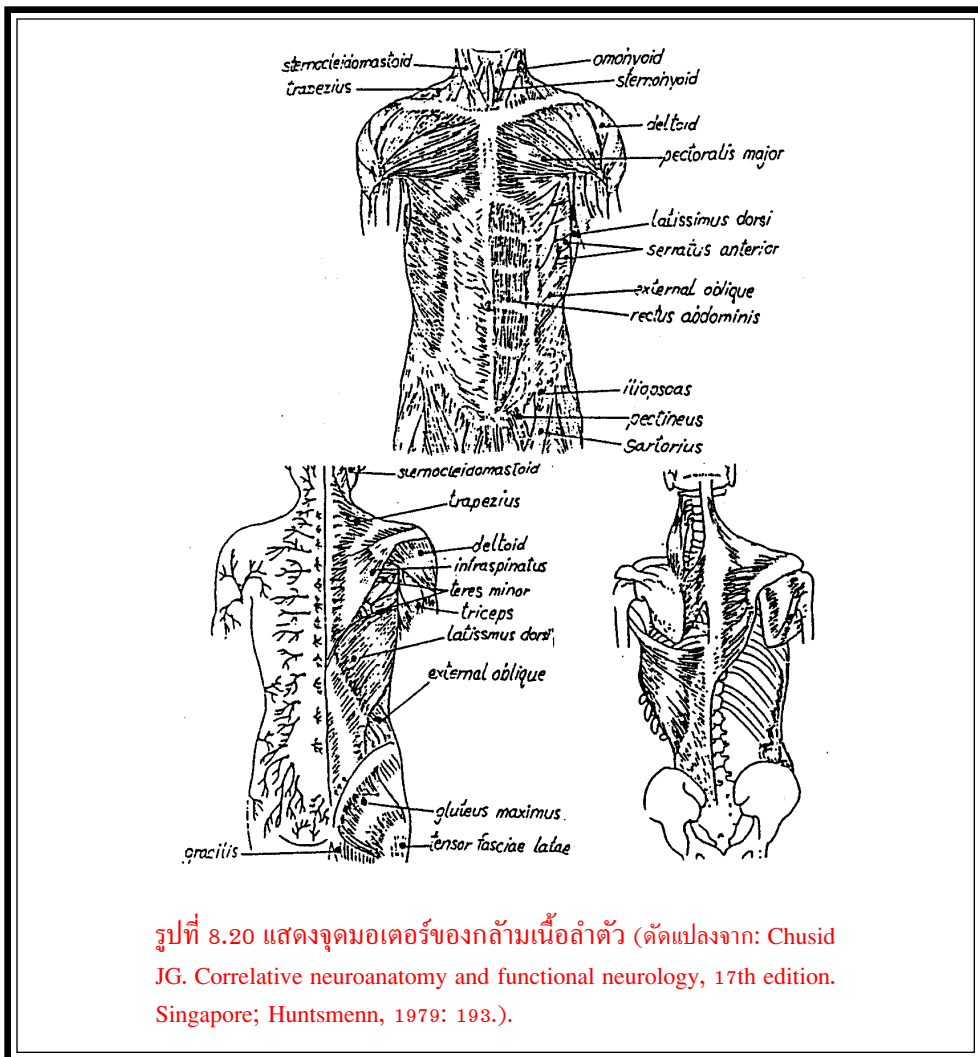 sternocleidomastoid
trapezius
omohyoid
sternohyoid
deltoid
pectoralis major
latissimus dorsi
serratus anterior
external oblique
rectus abdominis
iliopsoas
pectineus
sartorius
sternocleidomastoid
trapezius
deltoid
infraspinatus
teres minor
triceps
latissmus dorsi
external oblique
gluteus maximus
gracilis
tensor fasciae latae
รูปที่ 8.20 แสดงจุดมอเตอร์ของกล้ามเนื้อลำตัว (ดัดแปลงจาก: Chusid
JG. Correlative neuroanatomy and functional neurology, 17th edition.
Singapore; Huntsmenn, 1979: 193.).